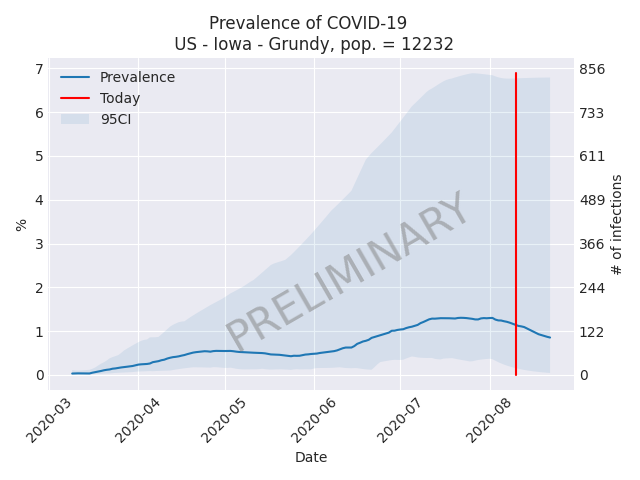 Prevalence of COVID-19
US - Iowa - Grundy, pop. = 12232
Prevalence
Today
95CI
7
6
5
4
3
2
1
0
%
856
733
611
489
366
244
122
0
# of infections
PRELIMINARY
2020-03
2020-04
2020-05
2020-06
2020-07
2020-08
Date